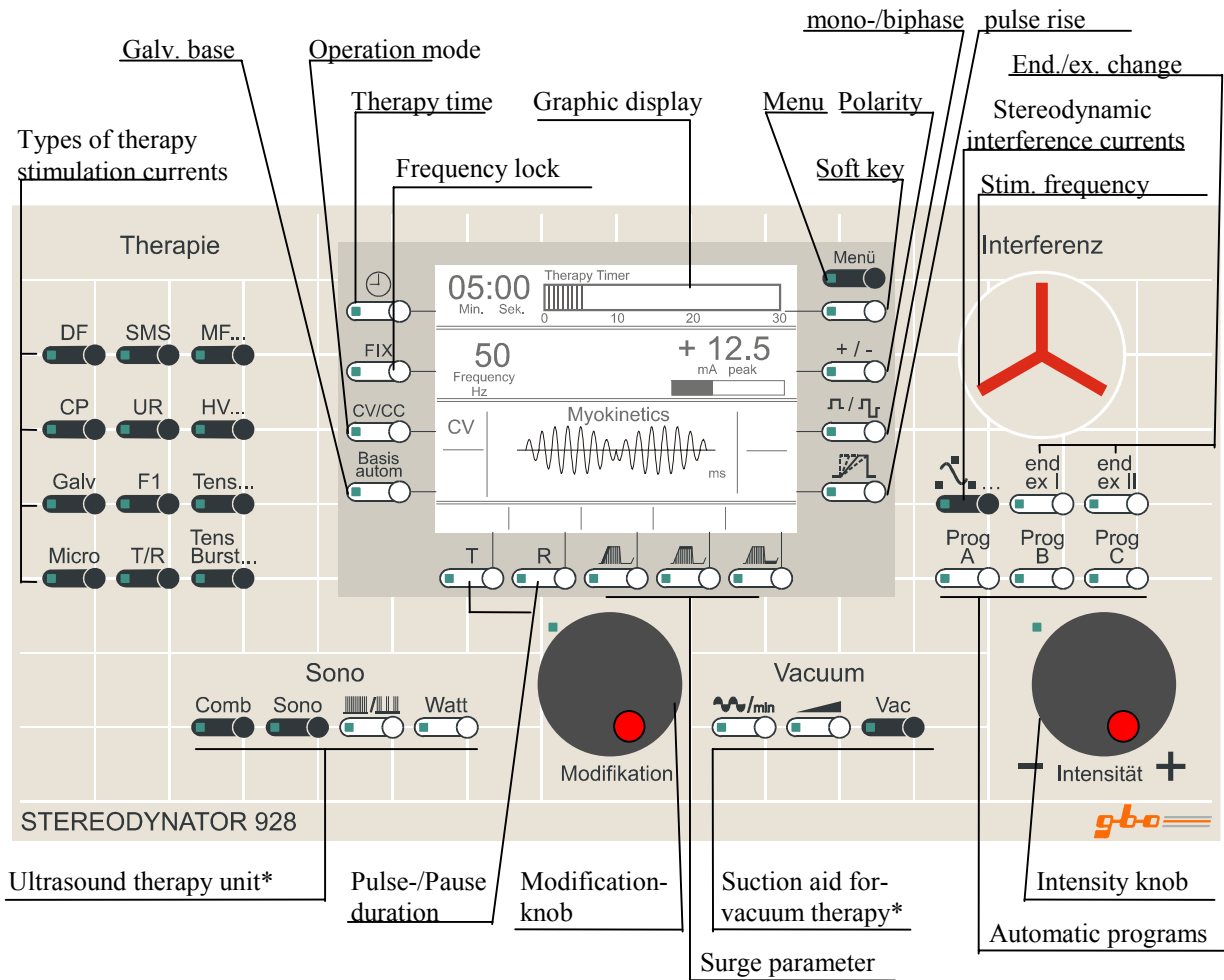 mono-/biphase
pulse rise
Galv. base
Operation mode
End./ex. change
Therapy time
Graphic display
Menu
Polarity
Stereodynamic
interference currents
Types of therapy
stimulation currents
Frequency lock
Soft key
Stim. frequency
Therapie
Interferenz
Menü
05:00
Min. Sek.
Therapy Timer
0 10 20 30
DF SMS MF...
FIX
50
Frequency
Hz
+ 12.5
mA peak
+ / -
CP UR HV...
CV/CC
CV
Myokinetics
ms
/
Basis
autom
end
ex I
end
ex II
...
Galv F1 Tens...
Micro T/R Tens
Burst...
T R
Prog
A
Prog
B
Prog
C
Sono
Comb Sono / Watt
Vacuum
/min Vac
Modifikation
− Intensität +
STEREODYNATOR 928
gbo
Ultrasound therapy unit*
Pulse-/Pause
duration
Modification-
knob
Suction aid for-
vacuum therapy*
Intensity knob
Automatic programs
Surge parameter